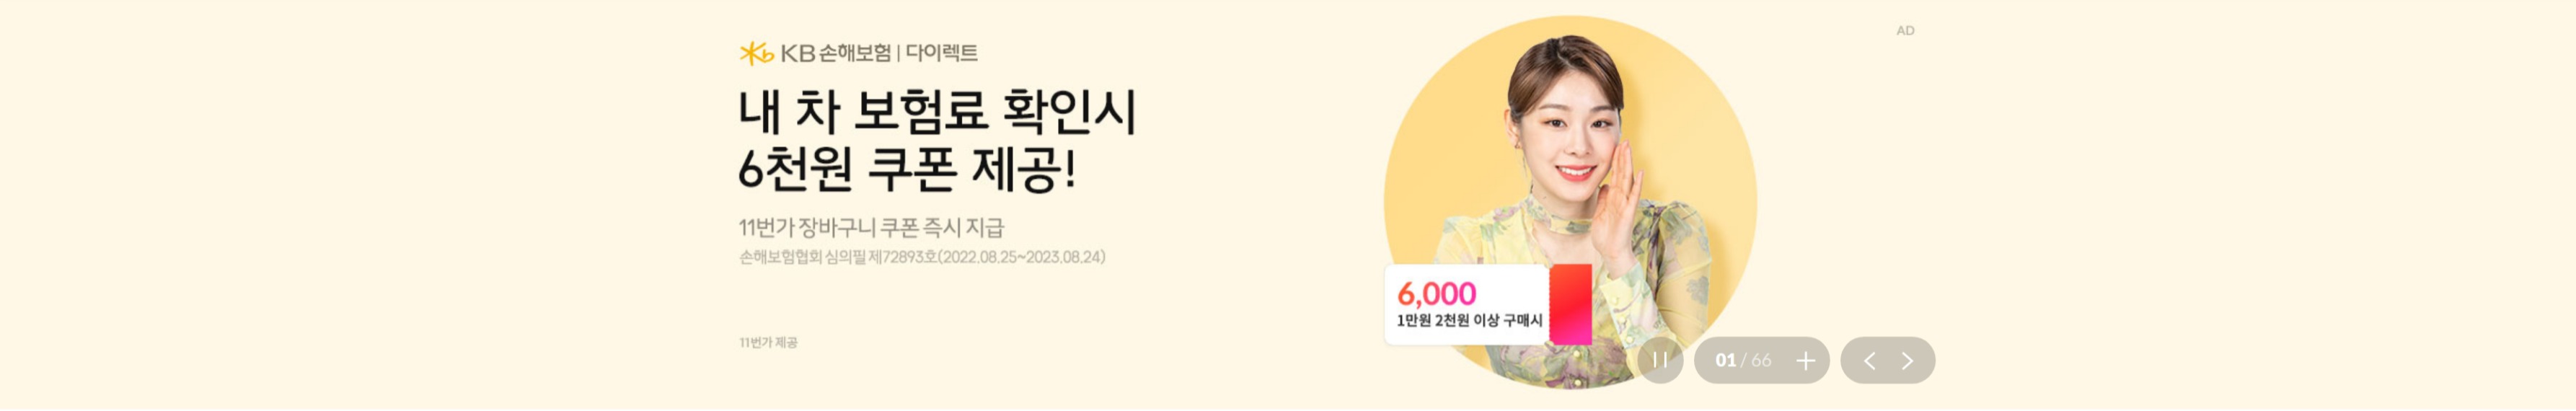 KB손해보험 | 다이렉트
내 차 보험료 확인시
6천원 쿠폰 제공!
11번가 장바구니 쿠폰 즉시 지급
손해보험협회 심의필 제72893호(2022.08.25~2023.08.24)
11번가 제공
AD
6,000
1만원 2천원 이상 구매시
01 / 66